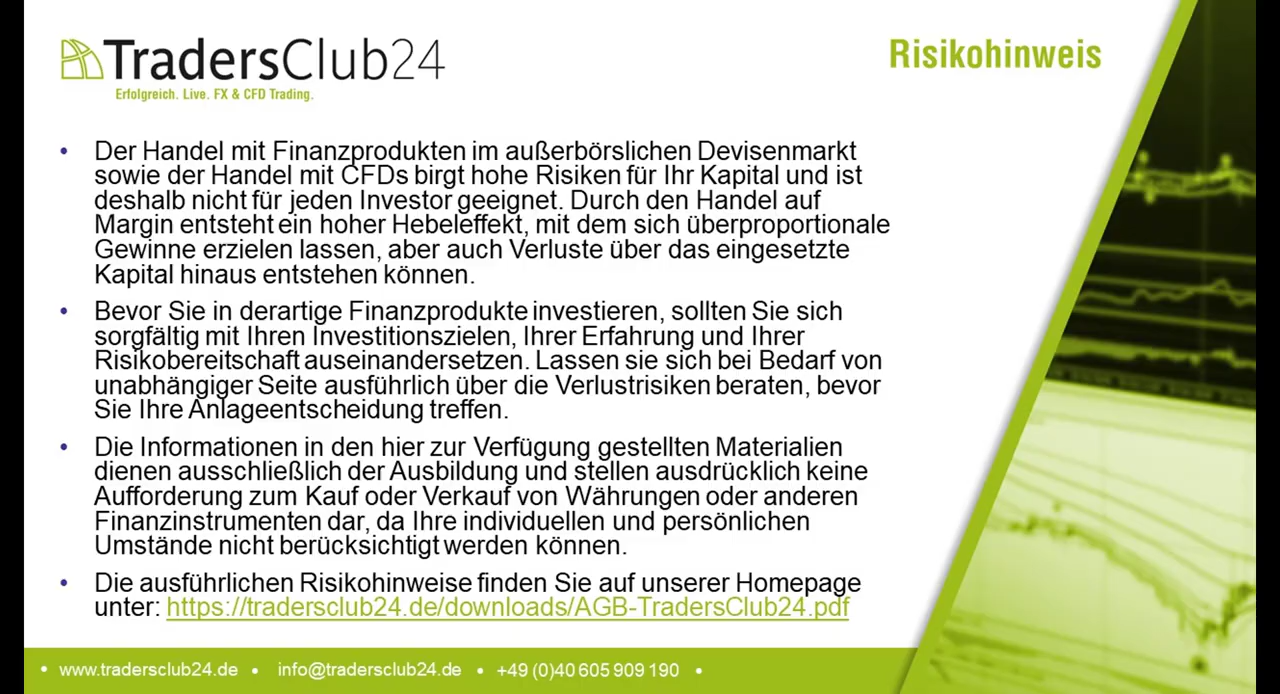 TradersClub24
Erfolgreich. Live. FX & CFD Trading.
Risikohinweis
• Der Handel mit Finanzprodukten im außerbörslichen Devisenmarkt
sowie der Handel mit CFDs birgt hohe Risiken für Ihr Kapital und ist
deshalb nicht für jeden Investor geeignet. Durch den Handel auf
Margin entsteht ein hoher Hebeleffekt, mit dem sich überproportionale
Gewinne erzielen lassen, aber auch Verluste über das eingesetzte
Kapital hinaus entstehen können.
• Bevor Sie in derartige Finanzprodukte investieren, sollten Sie sich
sorgfältig mit Ihren Investitionszielen, Ihrer Erfahrung und Ihrer
Risikobereitschaft auseinandersetzen. Lassen sie sich bei Bedarf von
unabhängiger Seite ausführlich über die Verlustrisiken beraten, bevor
Sie Ihre Anlageentscheidung treffen.
• Die Informationen in den hier zur Verfügung gestellten Materialien
dienen ausschließlich der Ausbildung und stellen ausdrücklich keine
Aufforderung zum Kauf oder Verkauf von Währungen oder anderen
Finanzinstrumenten dar, da Ihre individuellen und persönlichen
Umstände nicht berücksichtigt werden können.
• Die ausführlichen Risikohinweise finden Sie auf unserer Homepage
unter: https://tradersclub24.de/downloads/AGB-TradersClub24.pdf
• www.tradersclub24.de • info@tradersclub24.de • +49 (0)40 605 909 190 •